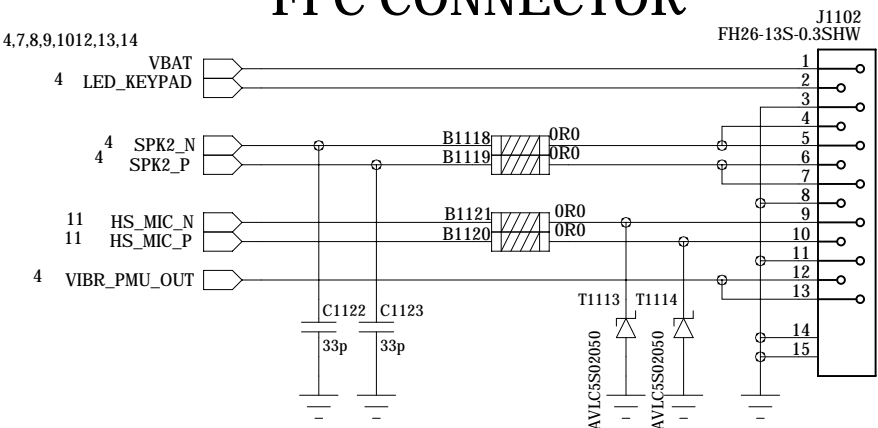 FPC CONNECTOR
J1102
FH26-13S-0.3SHW
4,7,8,9,1012,13,14
VBAT
4 LED_KEYPAD
4 SPK2_N
4 SPK2_P
B1118 0R0
B1119 0R0
11 HS_MIC_N
11 HS_MIC_P
B1121 0R0
B1120 0R0
4 VIBR_PMU_OUT
C1122
33p
C1123
33p
T1113
AVLC5S02050
T1114
AVLC5S02050
1
2
3
4
5
6
7
8
9
10
11
12
13
14
15